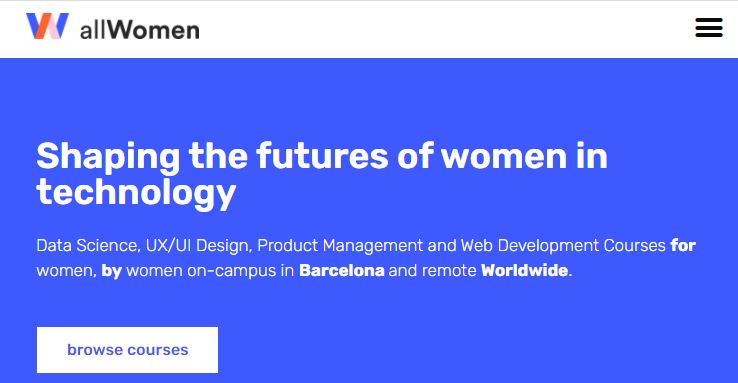 allWomen
Shaping the futures of women in
technology
Data Science, UX/UI Design, Product Management and Web Development Courses for
women, by women on-campus in Barcelona and remote Worldwide.
browse courses